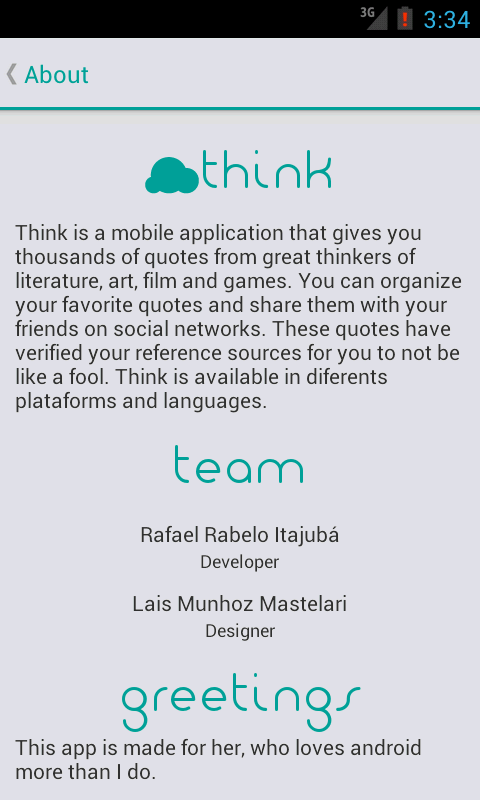 3G
3:34
About
think
Think is a mobile application that gives you
thousands of quotes from great thinkers of
literature, art, film and games. You can organize
your favorite quotes and share them with your
friends on social networks. These quotes have
verified your reference sources for you to not be
like a fool. Think is available in diferents
plataforms and languages.
team
Rafael Rabelo Itajubá
Developer
Lais Munhoz Mastelari
Designer
greetings
This app is made for her, who loves android
more than I do.